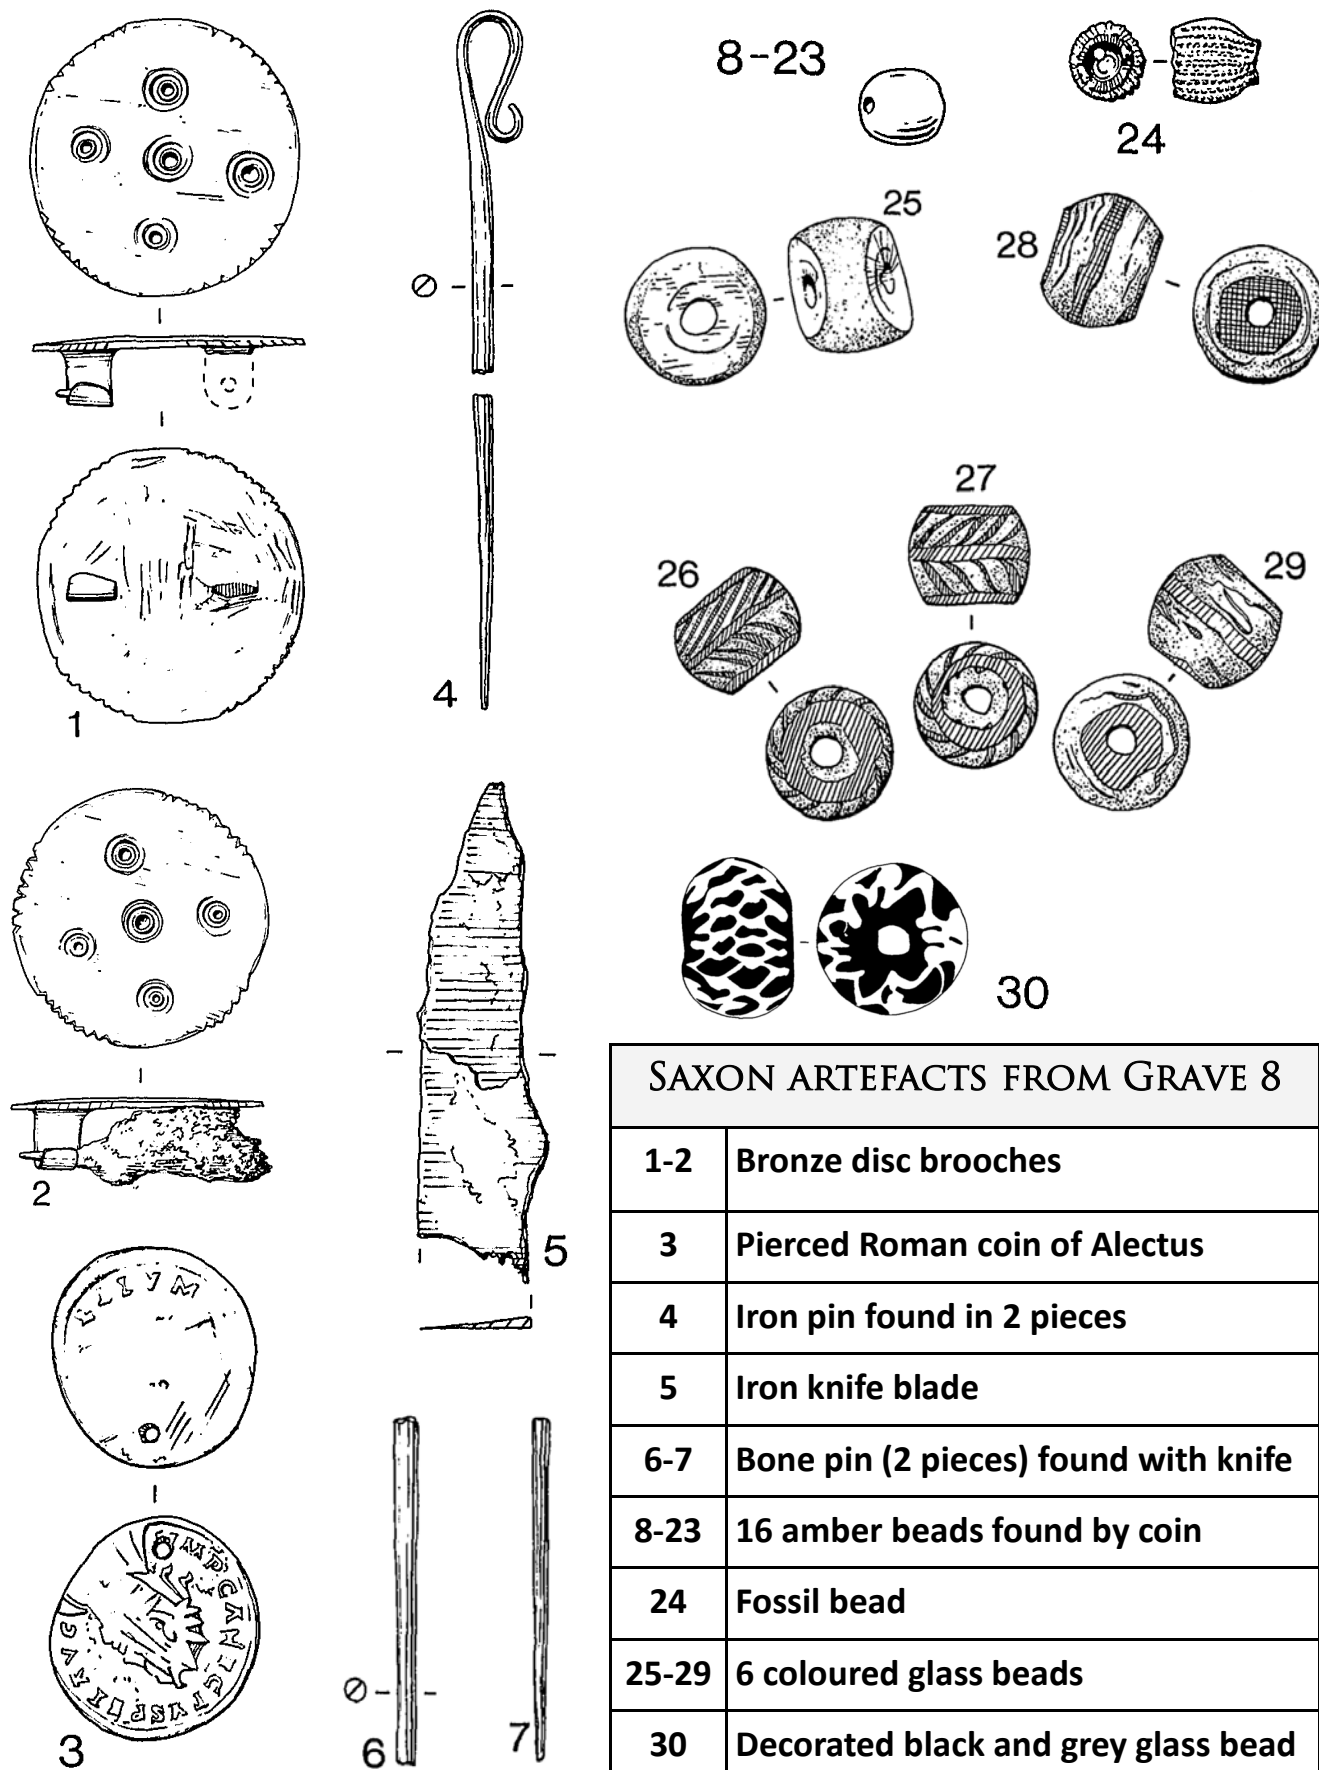 8-23
24
25
28
1
4
27
26
29
2
5
30
3
6
7
SAXON ARTEFACTS FROM GRAVE 8
1-2 Bronze disc brooches
3 Pierced Roman coin of Alectus
4 Iron pin found in 2 pieces
5 Iron knife blade
6-7 Bone pin (2 pieces) found with knife
8-23 16 amber beads found by coin
24 Fossil bead
25-29 6 coloured glass beads
30 Decorated black and grey glass bead